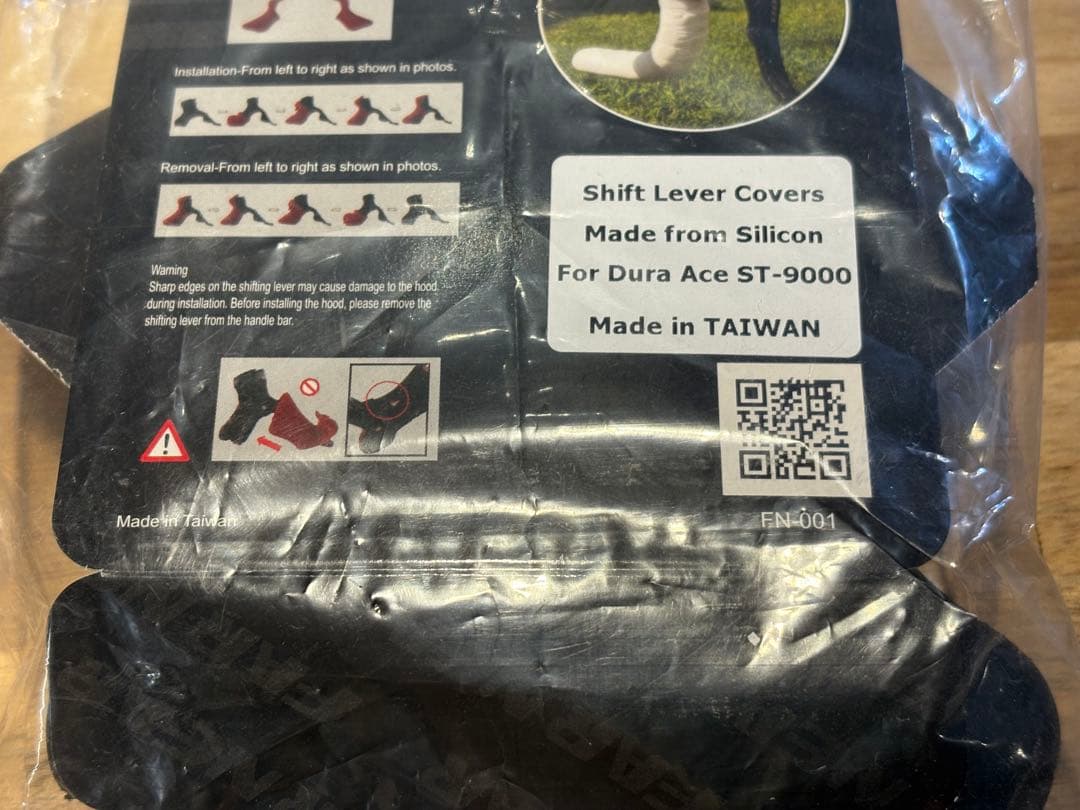 Installation-From left to right as shown in photos.
Removal-From left to right as shown in photos.
Warning
Sharp edges on the shifting lever may cause damage to the hood
during installation. Before installing the hood, please remove the
shifting lever from the handle bar.
Made in Taiwan
Shift Lever Covers
Made from Silicon
For Dura Ace ST-9000
Made in TAIWAN
FN-001